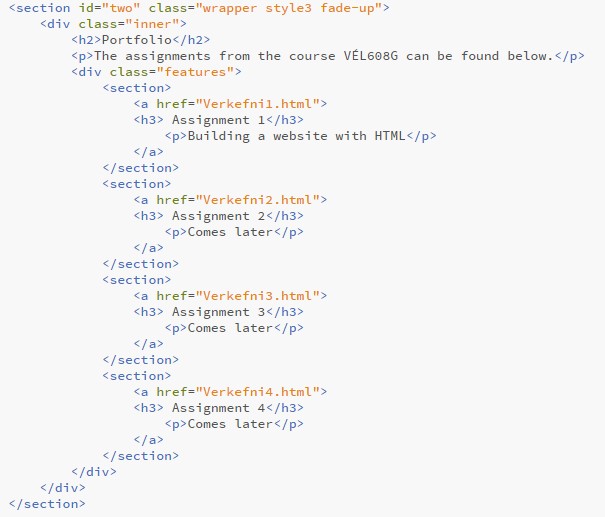 <section id="two" class="wrapper style3 fade-up">
    <div class="inner">
        <h2>Portfolio</h2>
        <p>The assignments from the course VÉL608G can be found below.</p>
        <div class="features">
            <section>
                <a href="Verkefni1.html">
                <h3> Assignment 1</h3>
                    <p>Building a website with HTML</p>
                </a>
            </section>
            <section>
                <a href="Verkefni2.html">
                <h3> Assignment 2</h3>
                    <p>Comes later</p>
                </a>
            </section>
            <section>
                <a href="Verkefni3.html">
                <h3> Assignment 3</h3>
                    <p>Comes later</p>
                </a>
            </section>
            <section>
                <a href="Verkefni4.html">
                <h3> Assignment 4</h3>
                    <p>Comes later</p>
                </a>
            </section>
        </div>
    </div>
</section>